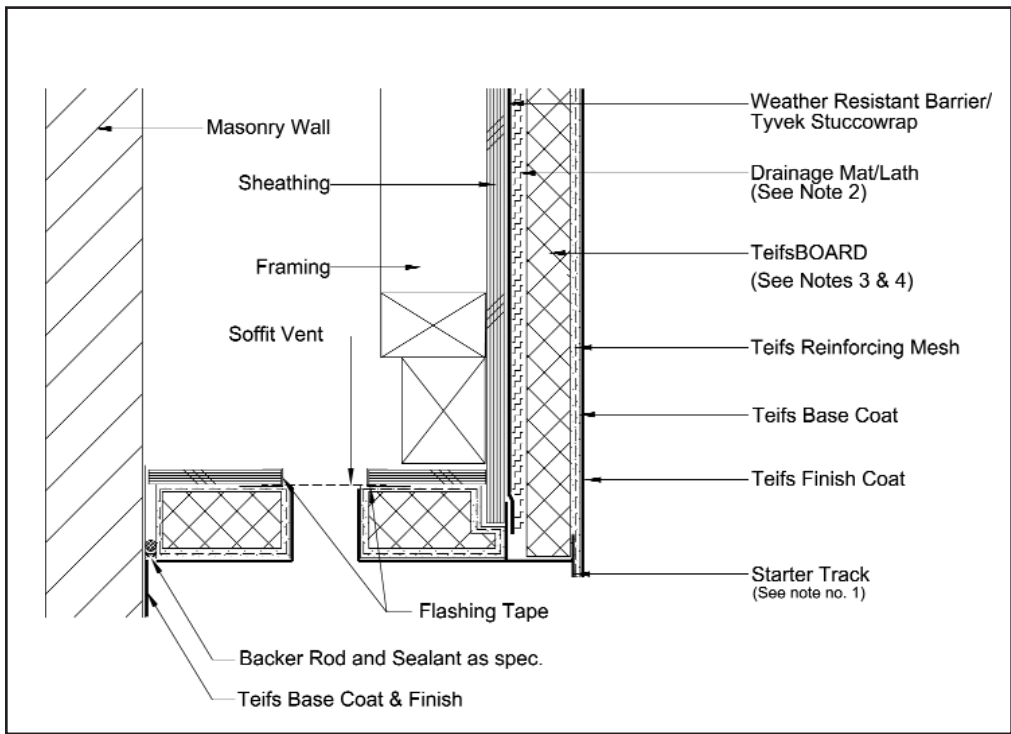 Masonry Wall
Sheathing
Framing
Soffit Vent
Weather Resistant Barrier/
Tyvek Stuccowrap
Drainage Mat/Lath
(See Note 2)
TeifsBOARD
(See Notes 3 & 4)
Teifs Reinforcing Mesh
Teifs Base Coat
Teifs Finish Coat
Starter Track
(See note no. 1)
Flashing Tape
Backer Rod and Sealant as spec.
Teifs Base Coat & Finish